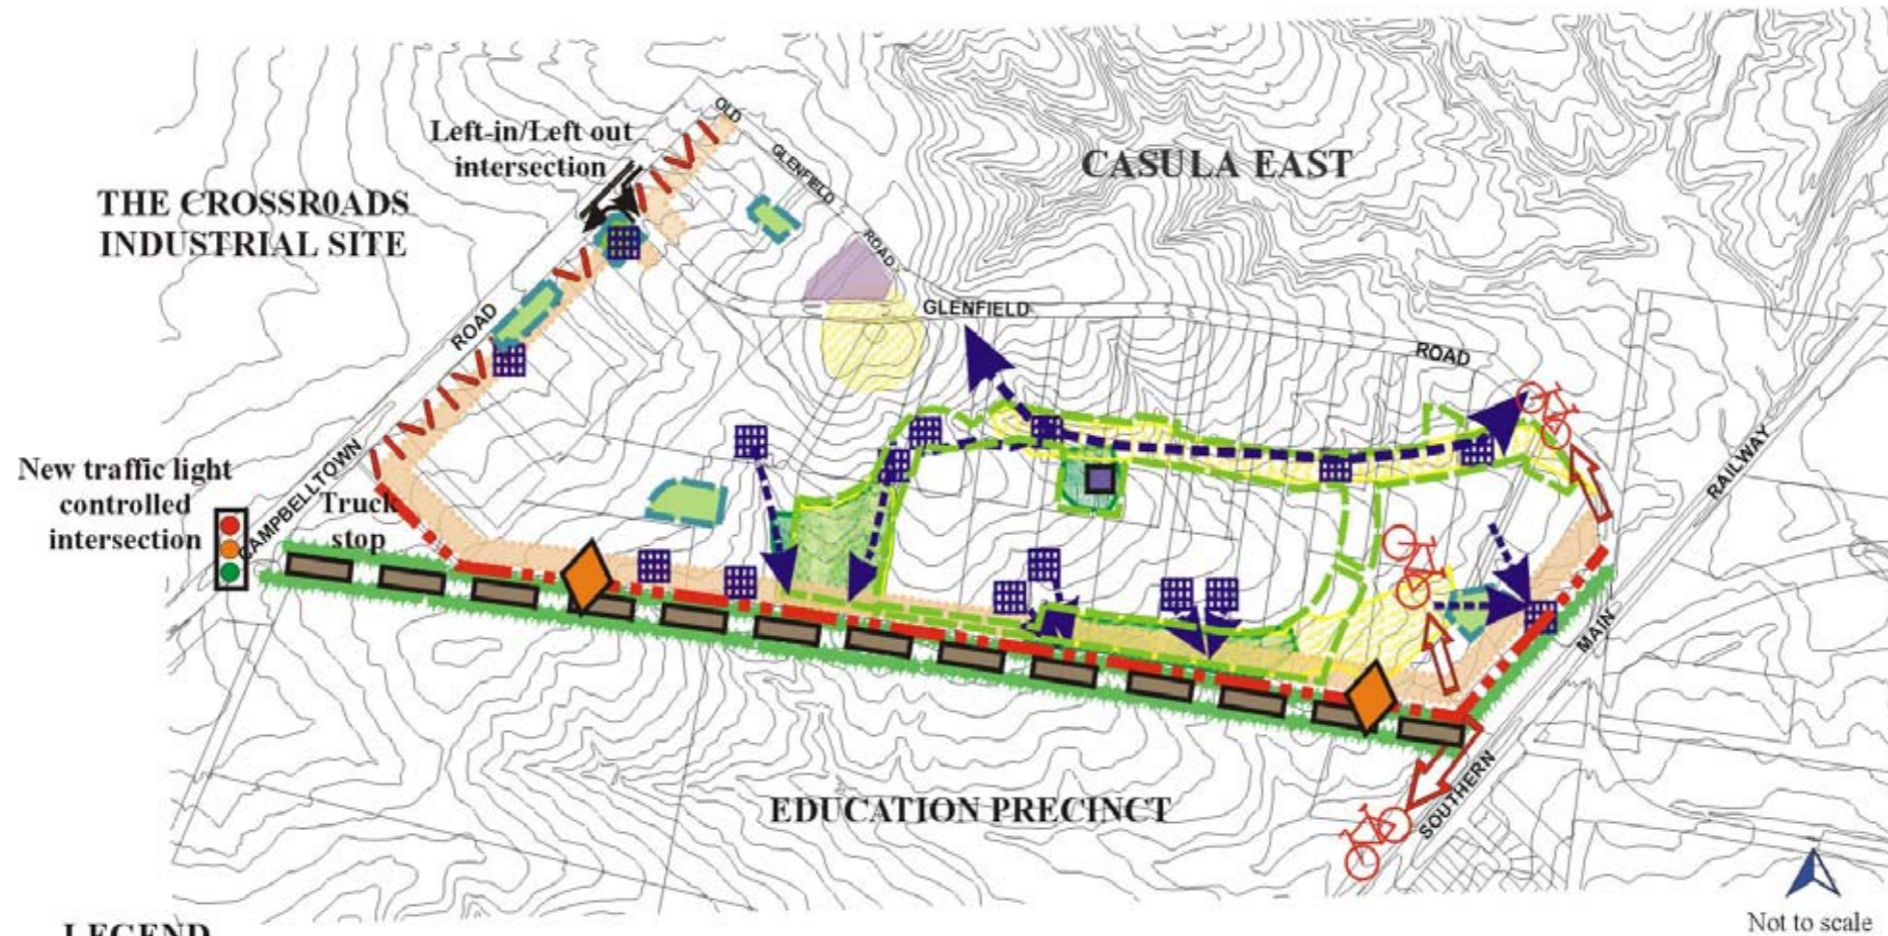 OLD
Left-in/Left out
intersection
GLENFIELD
ROAD
CASULA EAST
THE CROSSR0ADS
INDUSTRIAL SITE
GLENFIELD
ROAD
ROAD
CAMPBELLTOWN
New traffic light
controlled
intersection
Truck
stop
RAILWAY
MAIN
SOUTHERN
EDUCATION PRECINCT
Not to scale
LEGEND